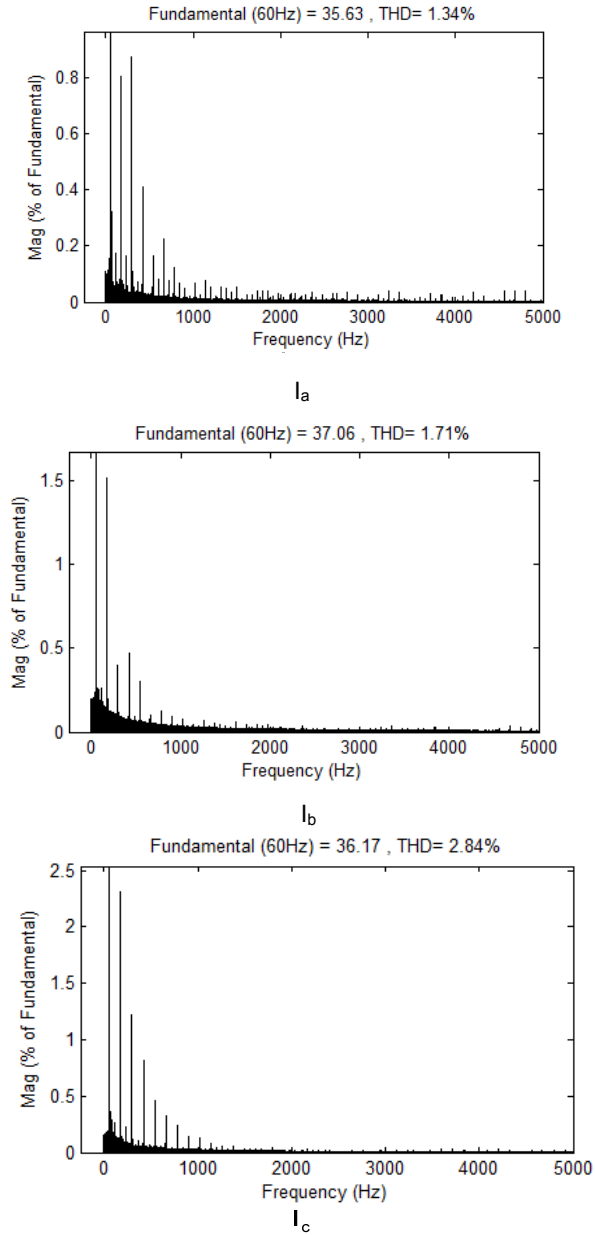 Fundamental (60Hz) = 35.63 , THD= 1.34%
0.8
0.6
0.4
0.2
0
Mag (% of Fundamental)
0 1000 2000 3000 4000 5000
Frequency (Hz)
Ia
Fundamental (60Hz) = 37.06 , THD= 1.71%
1.5
1
0.5
0
Mag (% of Fundamental)
0 1000 2000 3000 4000 5000
Frequency (Hz)
Ib
Fundamental (60Hz) = 36.17 , THD= 2.84%
2.5
2
1.5
1
0.5
0
Mag (% of Fundamental)
0 1000 2000 3000 4000 5000
Frequency (Hz)
Ic